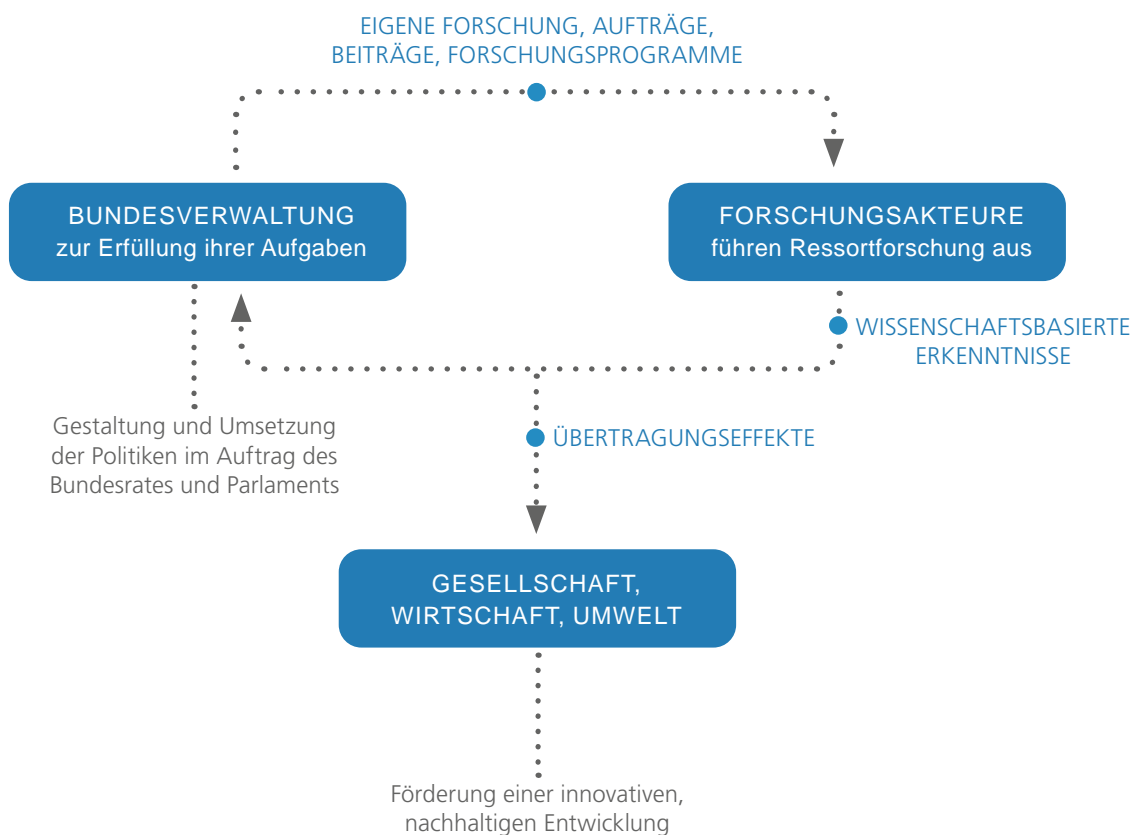 EIGENE FORSCHUNG, AUFTRÄGE,
BEITRÄGE, FORSCHUNGSPROGRAMME
BUNDESVERWALTUNG
zur Erfüllung ihrer Aufgaben
FORSCHUNGSAKTEURE
führen Ressortforschung aus
WISSENSCHAFTSBASIERTE
ERKENNTNISSE
Gestaltung und Umsetzung
der Politiken im Auftrag des
Bundesrates und Parlaments
ÜBERTRAGUNGSEFFEKTE
GESELLSCHAFT,
WIRTSCHAFT, UMWELT
Förderung einer innovativen,
nachhaltigen Entwicklung